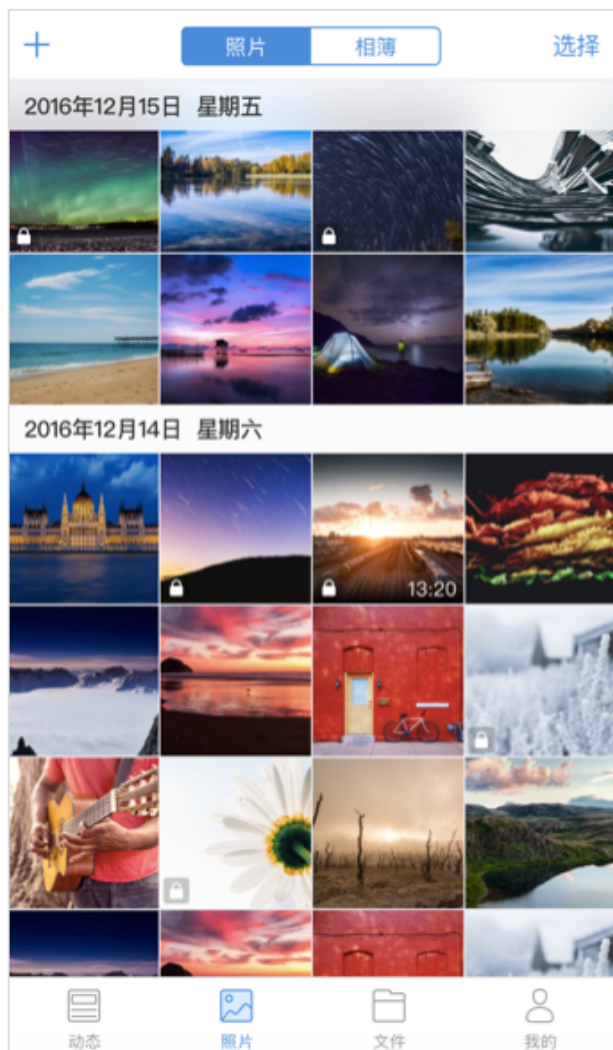 + 照片 相簿 选择
2016年12月15日 星期五
2016年12月14日 星期六
13:20
动态 照片 文件 我的